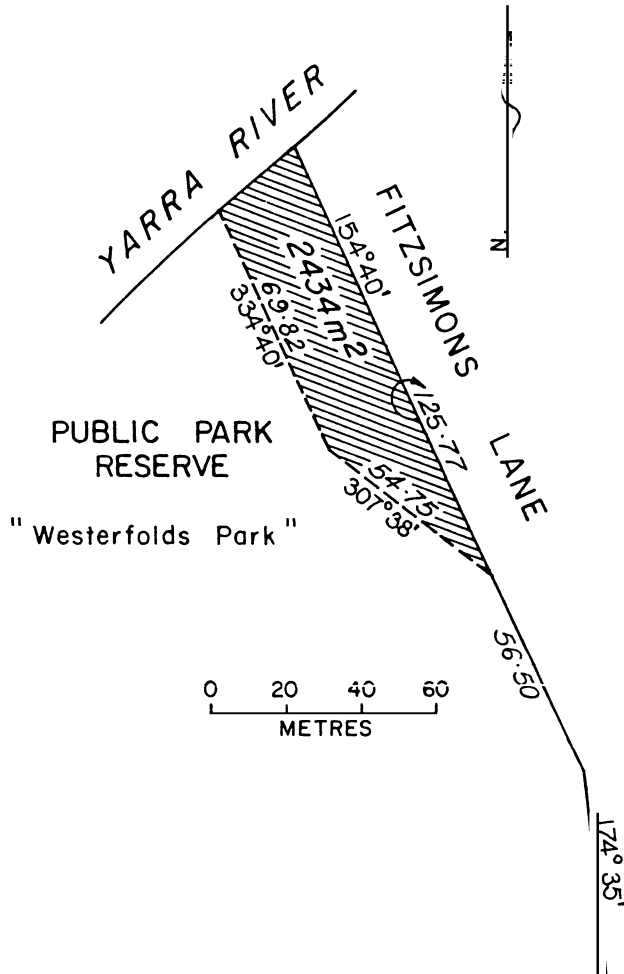 YARRA RIVER
N
FITZSIMONS
LANE
154°40'
2434m2
69·82
334°40'
125·77
PUBLIC PARK
RESERVE
"Westerfolds Park"
54·75
307°38'
56·50
0 20 40 60
METRES
174° 35'